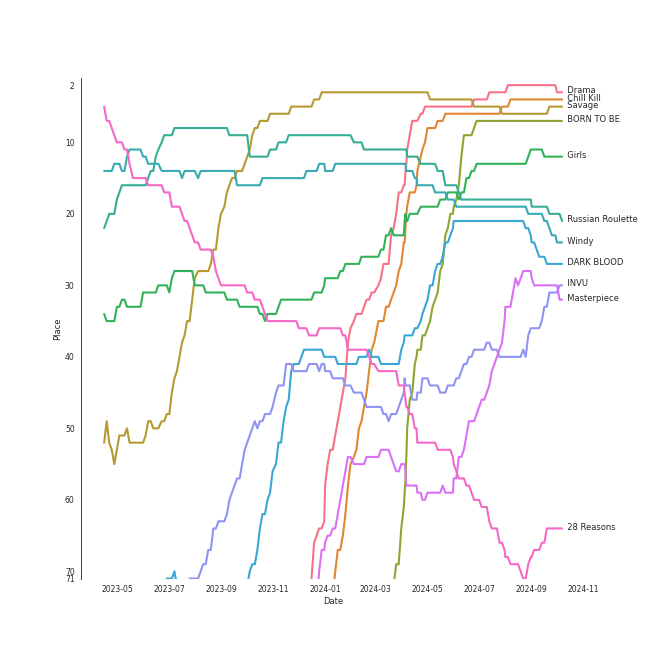 2
10
20
30
40
50
60
70
71
Place
2023-05
2023-07
2023-09
2023-11
2024-01
2024-03
2024-05
2024-07
2024-09
2024-11
Date
Drama
Chill Kill
Savage
BORN TO BE
Girls
Russian Roulette
Windy
DARK BLOOD
INVU
Masterpiece
28 Reasons